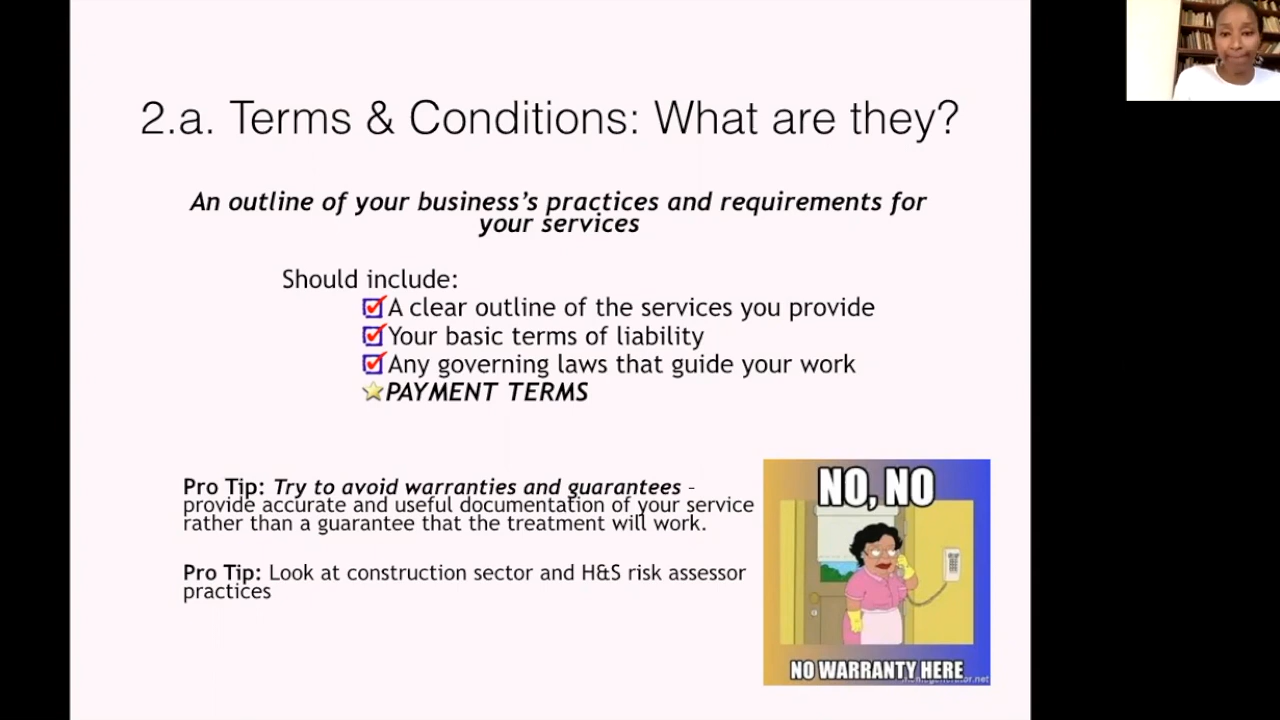 2.a. Terms & Conditions: What are they?
An outline of your business's practices and requirements for
your services
Should include:
A clear outline of the services you provide
Your basic terms of liability
Any governing laws that guide your work
PAYMENT TERMS
Pro Tip: Try to avoid warranties and guarantees –
provide accurate and useful documentation of your service
rather than a guarantee that the treatment will work.
Pro Tip: Look at construction sector and H&S risk assessor
practices
NO, NO
NO WARRANTY HERE